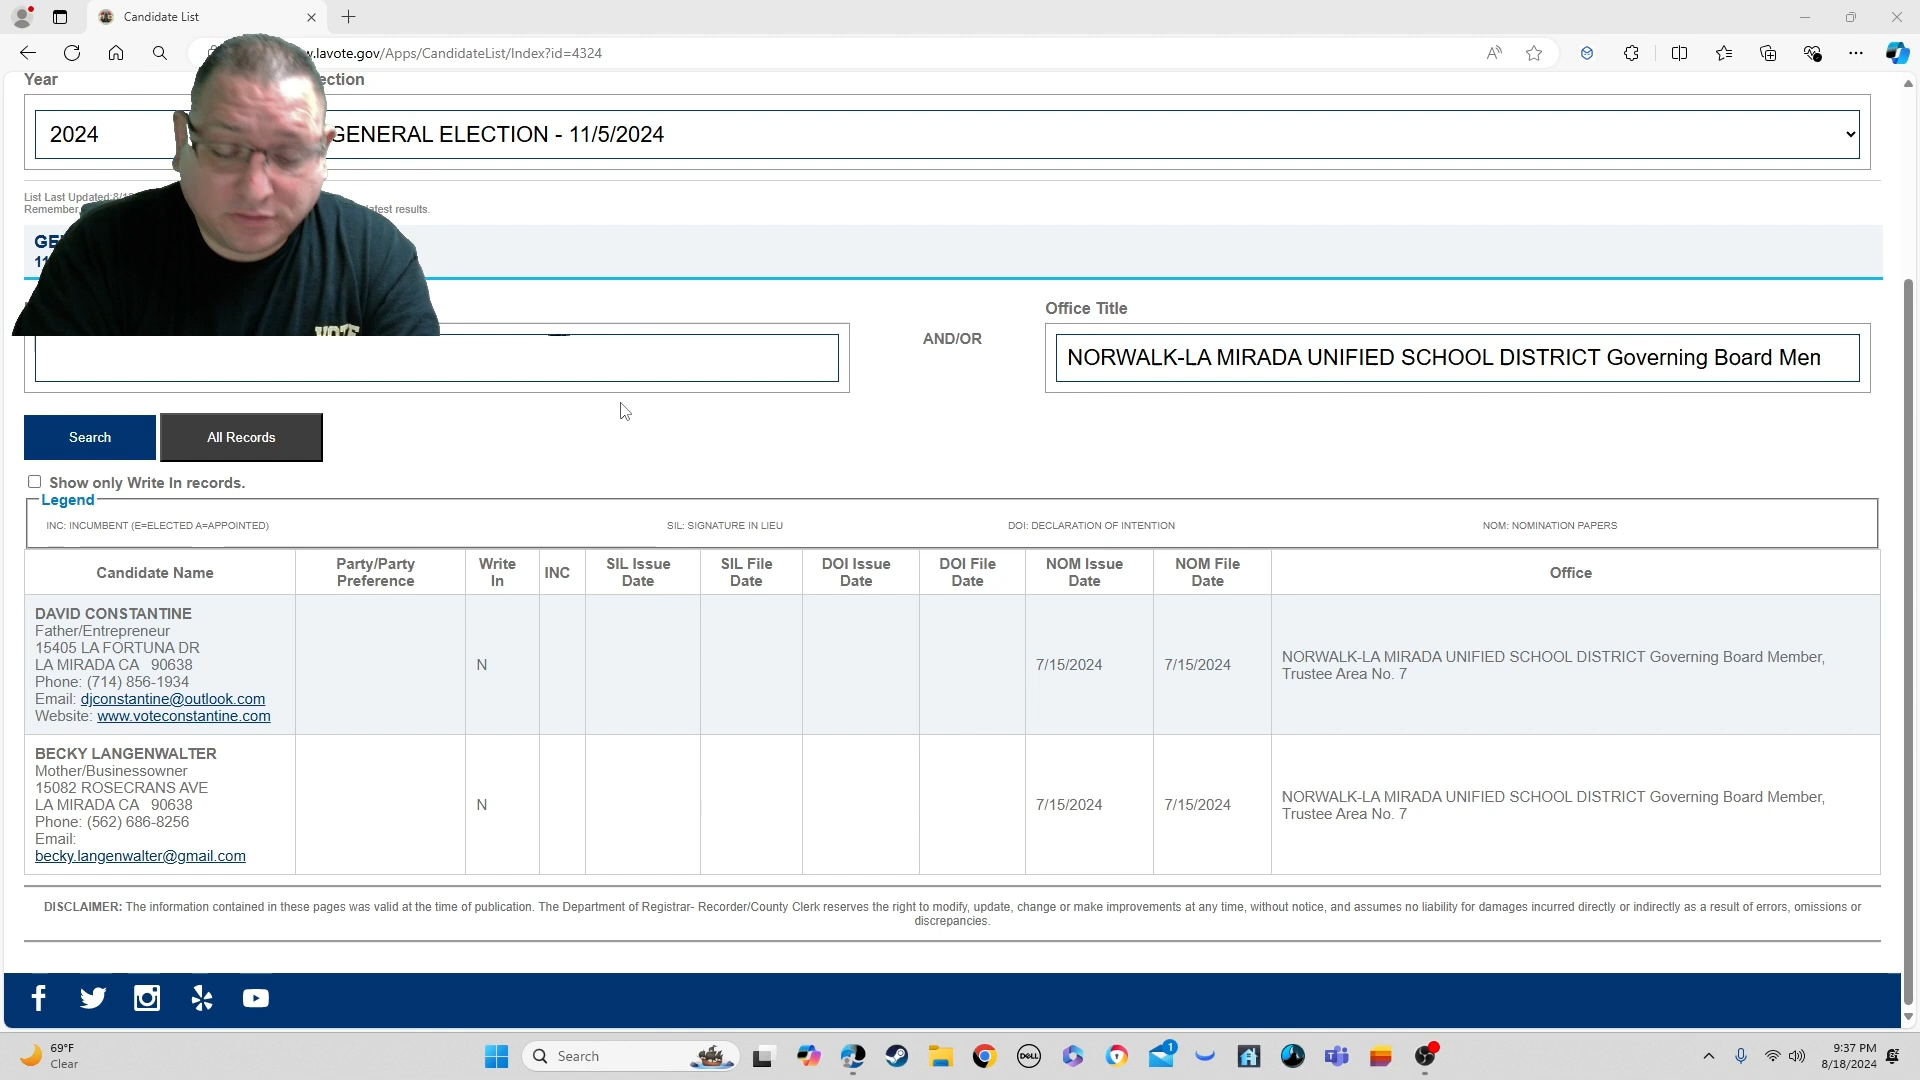 Candidate List
w.lavote.gov/Apps/CandidateList/Index?id=4324
Year
ection
2024
GENERAL ELECTION - 11/5/2024
List Last Updated:8/1
Remember,
latest results.
GE
11
VOTE
Office Title
AND/OR
NORWALK-LA MIRADA UNIFIED SCHOOL DISTRICT Governing Board Men
Search
All Records
Show only Write In records.
Legend
INC: INCUMBENT (E=ELECTED A=APPOINTED)
SIL: SIGNATURE IN LIEU
DOI: DECLARATION OF INTENTION
NOM: NOMINATION PAPERS
Candidate Name
Party/Party
Preference
Write
In
INC
SIL Issue
Date
SIL File
Date
DOI Issue
Date
DOI File
Date
NOM Issue
Date
NOM File
Date
Office
DAVID CONSTANTINE
Father/Entrepreneur
15405 LA FORTUNA DR
LA MIRADA CA 90638
Phone: (714) 856-1934
Email: djconstantine@outlook.com
Website: www.voteconstantine.com
N
7/15/2024
7/15/2024
NORWALK-LA MIRADA UNIFIED SCHOOL DISTRICT Governing Board Member,
Trustee Area No. 7
BECKY LANGENWALTER
Mother/Businessowner
15082 ROSECRANS AVE
LA MIRADA CA 90638
Phone: (562) 686-8256
Email:
becky.langenwalter@gmail.com
N
7/15/2024
7/15/2024
NORWALK-LA MIRADA UNIFIED SCHOOL DISTRICT Governing Board Member,
Trustee Area No. 7
DISCLAIMER: The information contained in these pages was valid at the time of publication. The Department of Registrar- Recorder/County Clerk reserves the right to modify, update, change or make improvements at any time, without notice, and assumes no liability for damages incurred directly or indirectly as a result of errors, omissions or
discrepancies.
69°F
Clear
Search
DELL
1
9:37 PM
8/18/2024